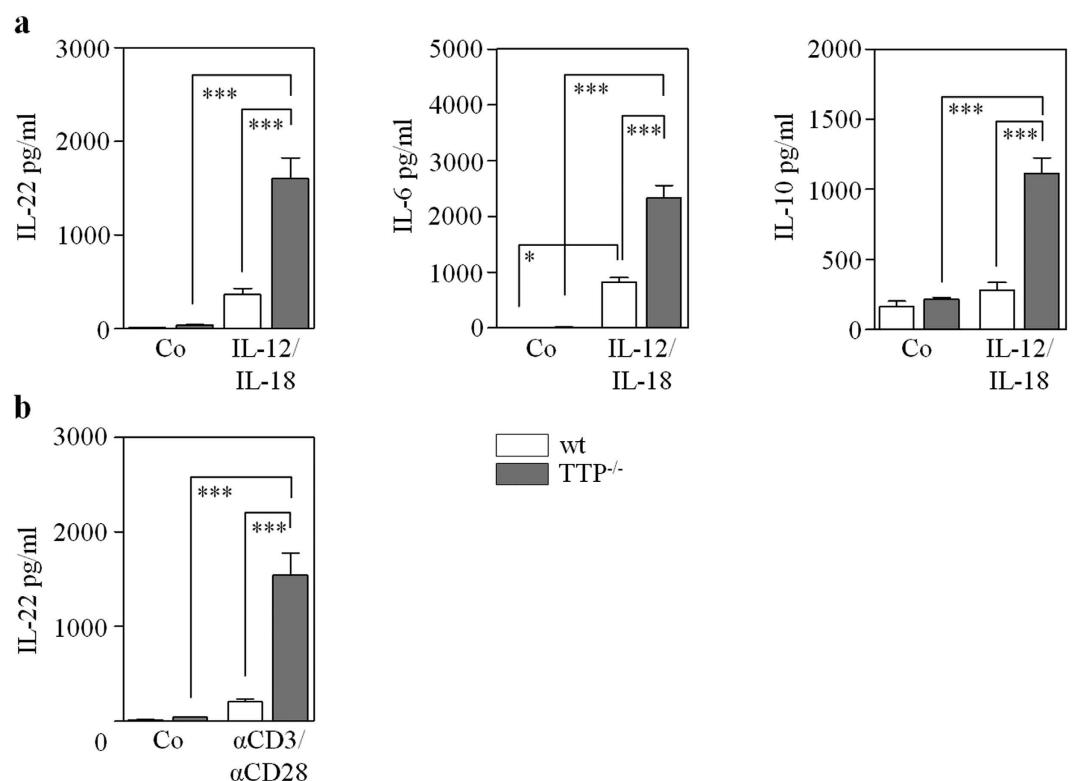 a
3000
2000
1000
0
IL-22 pg/ml
***
***
Co
IL-12/
IL-18
5000
4000
3000
2000
1000
0
IL-6 pg/ml
***
***
*
Co
IL-12/
IL-18
2000
1500
1000
500
0
IL-10 pg/ml
***
***
Co
IL-12/
IL-18
b
3000
2000
1000
0
IL-22 pg/ml
***
***
Co
αCD3/
αCD28
wt
TTP-/-